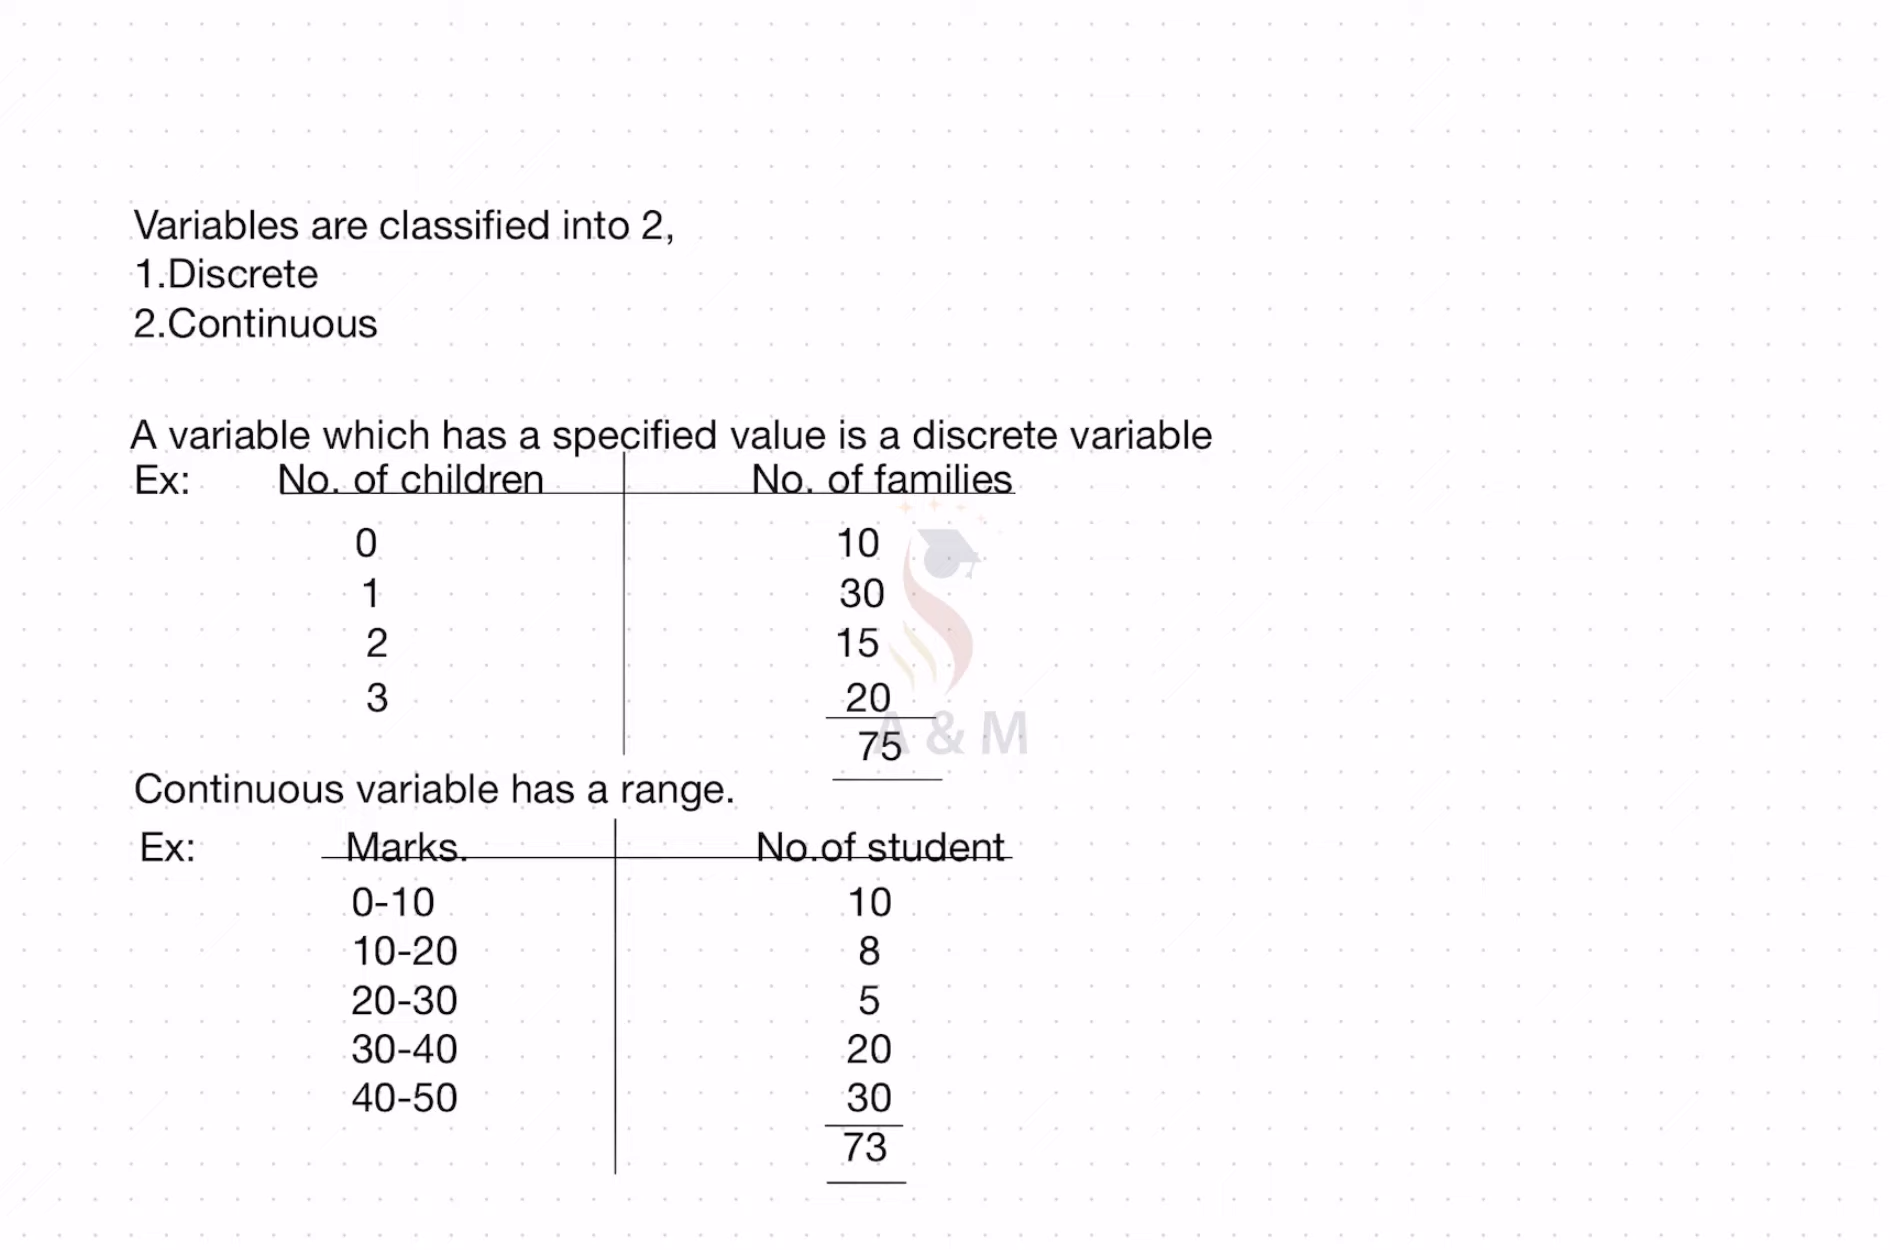 Variables are classified into 2,
1.Discrete
2.Continuous
A variable which has a specified value is a discrete variable
Ex: No. of children No. of families
0 10
1 30
2 15
3 20
75
A & M
Continuous variable has a range.
Ex: Marks. No.of student
0-10 10
10-20 8
20-30 5
30-40 20
40-50 30
73